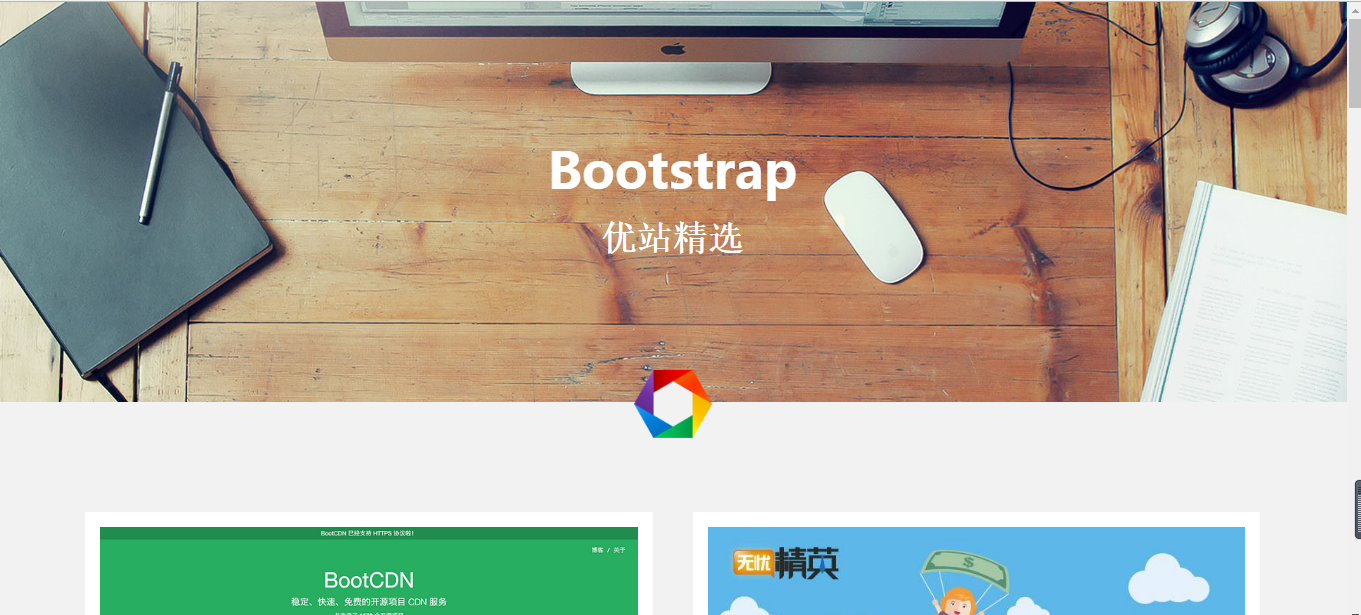 Bootstrap
优站精选
BootCDN 已经支持 HTTPS 协议啦！
博客 / 关于
BootCDN
稳定、快速、免费的开源项目 CDN 服务
无忧精英